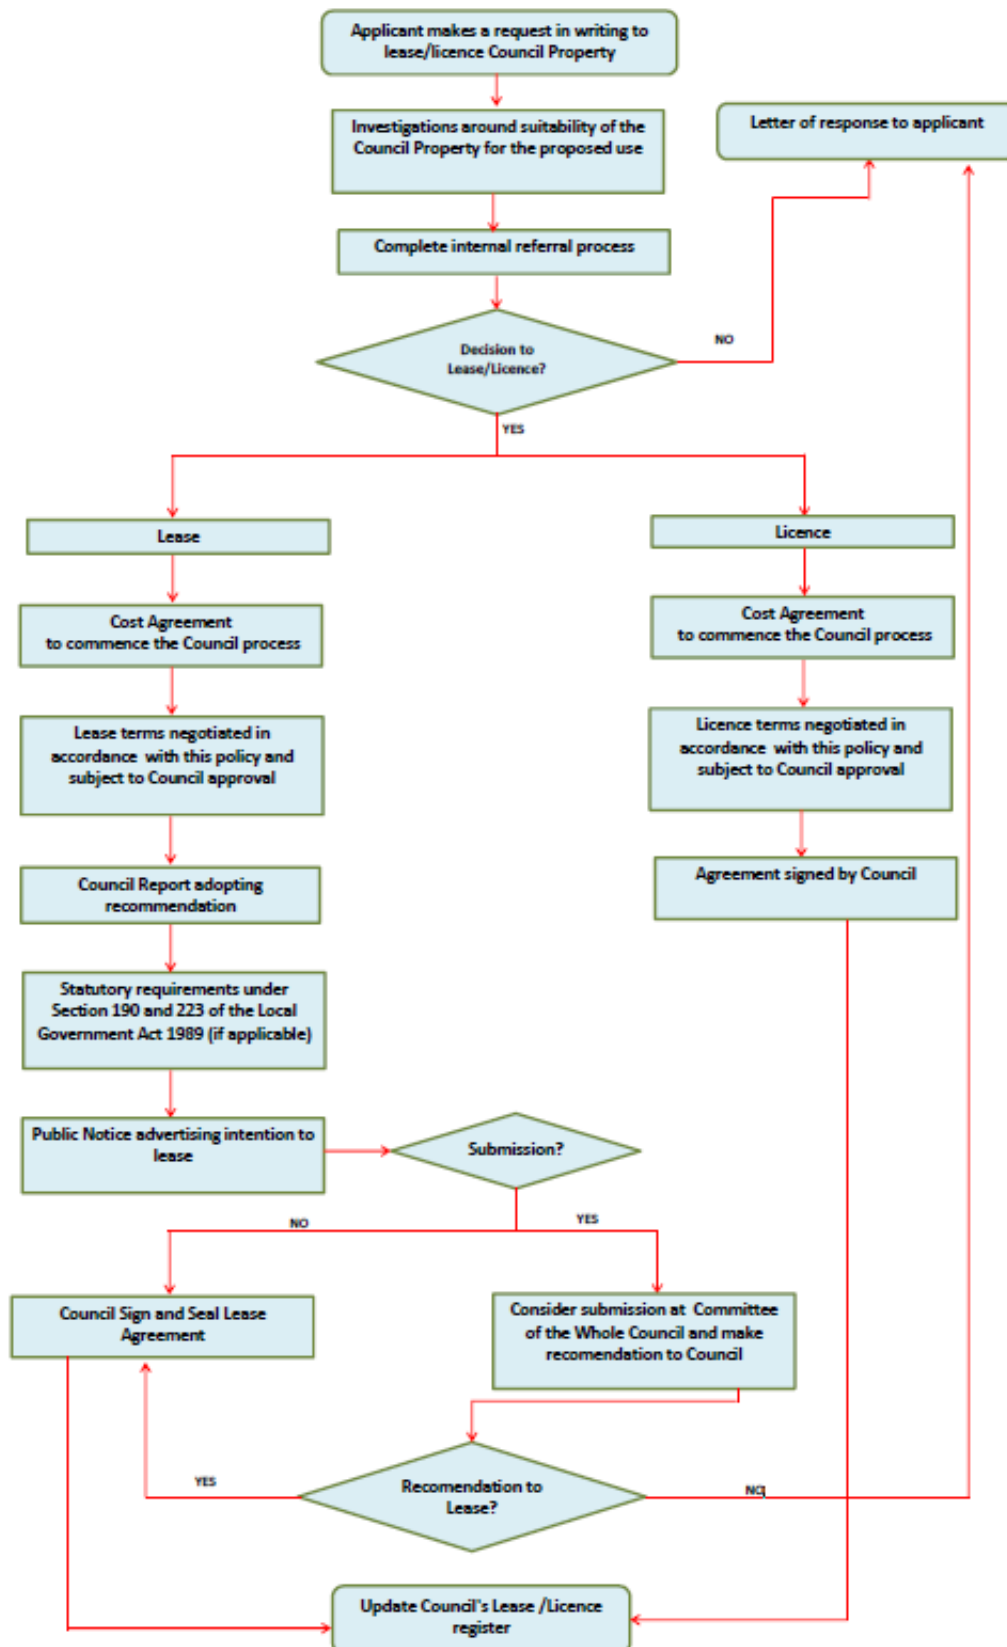 Applicant makes a request in writing to
lease/licence Council Property
Investigations around suitability of the
Council Property for the proposed use
Letter of response to applicant
Complete internal referral process
Decision to
Lease/Licence?
NO
YES
Lease
Licence
Cost Agreement
to commence the Council process
Cost Agreement
to commence the Council process
Lease terms negotiated in
accordance with this policy and
subject to Council approval
Licence terms negotiated in
accordance with this policy and
subject to Council approval
Council Report adopting
recommendation
Agreement signed by Council
Statutory requirements under
Section 190 and 223 of the Local
Government Act 1989 (if applicable)
Public Notice advertising intention to
lease
Submission?
NO
YES
Council Sign and Seal Lease
Agreement
Consider submission at Committee
of the Whole Council and make
recomendation to Council
Recomendation to
Lease?
YES
NO
Update Council's Lease /Licence
register